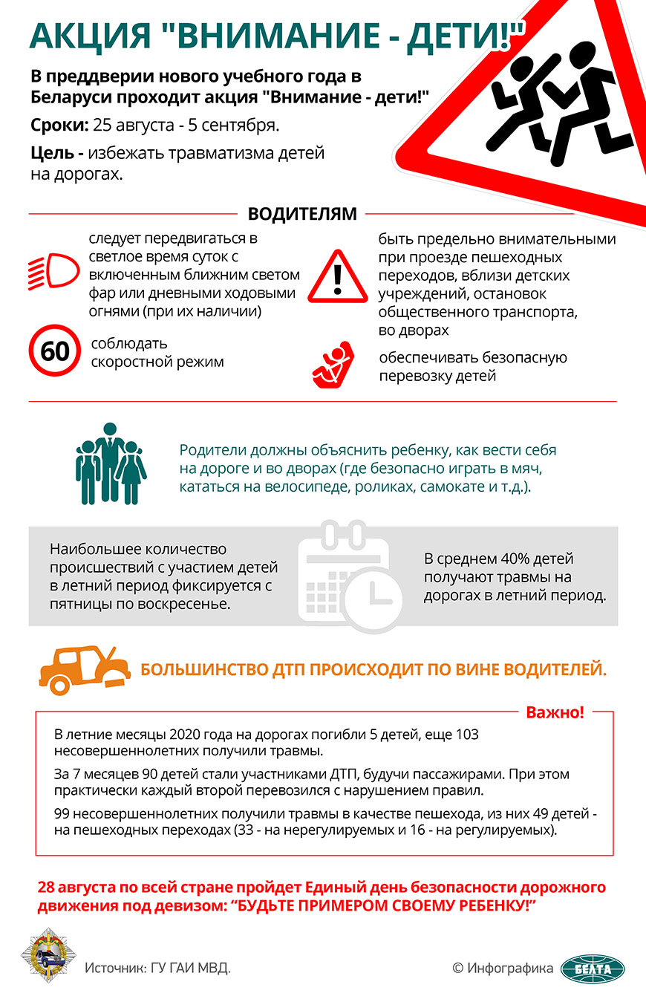 АКЦИЯ "ВНИМАНИЕ - ДЕТИ!"
В преддверии нового учебного года в
Беларуси проходит акция "Внимание - дети!"
Сроки: 25 августа - 5 сентября.
Цель - избежать травматизма детей
на дорогах.
ВОДИТЕЛЯМ
следует передвигаться в
светлое время суток с
включенным ближним светом
фар или дневными ходовыми
огнями (при их наличии)
60
соблюдать
скоростной режим
!
быть предельно внимательными
при проезде пешеходных
переходов, вблизи детских
учреждений, остановок
общественного транспорта,
во дворах
обеспечивать безопасную
перевозку детей
Родители должны объяснить ребенку, как вести себя
на дороге и во дворах (где безопасно играть в мяч,
кататься на велосипеде, роликах, самокате и т.д.).
Наибольшее количество
происшествий с участием детей
в летний период фиксируется с
пятницы по воскресенье.
В среднем 40% детей
получают травмы на
дорогах в летний период.
БОЛЬШИНСТВО ДТП ПРОИСХОДИТ ПО ВИНЕ ВОДИТЕЛЕЙ.
Важно!
В летние месяцы 2020 года на дорогах погибли 5 детей, еще 103
несовершеннолетних получили травмы.
За 7 месяцев 90 детей стали участниками ДТП, будучи пассажирами. При этом
практически каждый второй перевозился с нарушением правил.
99 несовершеннолетних получили травмы в качестве пешехода, из них 49 детей -
на пешеходных переходах (33 - на нерегулируемых и 16 - на регулируемых).
28 августа по всей стране пройдет Единый день безопасности дорожного
движения под девизом: “БУДЬТЕ ПРИМЕРОМ СВОЕМУ РЕБЕНКУ!”
Источник: ГУ ГАИ МВД.
© Инфографика БЕЛТА